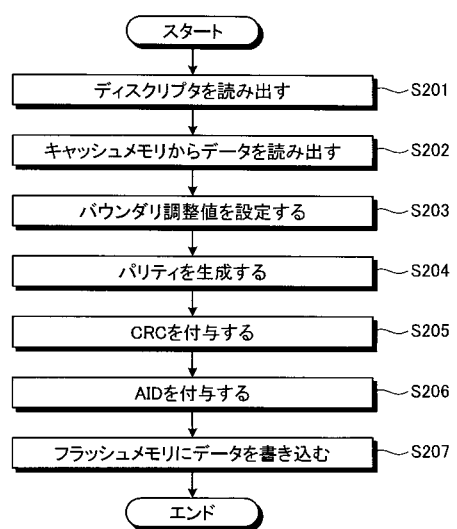 スタート
ディスクリプタを読み出す
S201
キャッシュメモリからデータを読み出す
S202
バウンダリ調整値を設定する
S203
パリティを生成する
S204
CRCを付与する
S205
AIDを付与する
S206
フラッシュメモリにデータを書き込む
S207
エンド